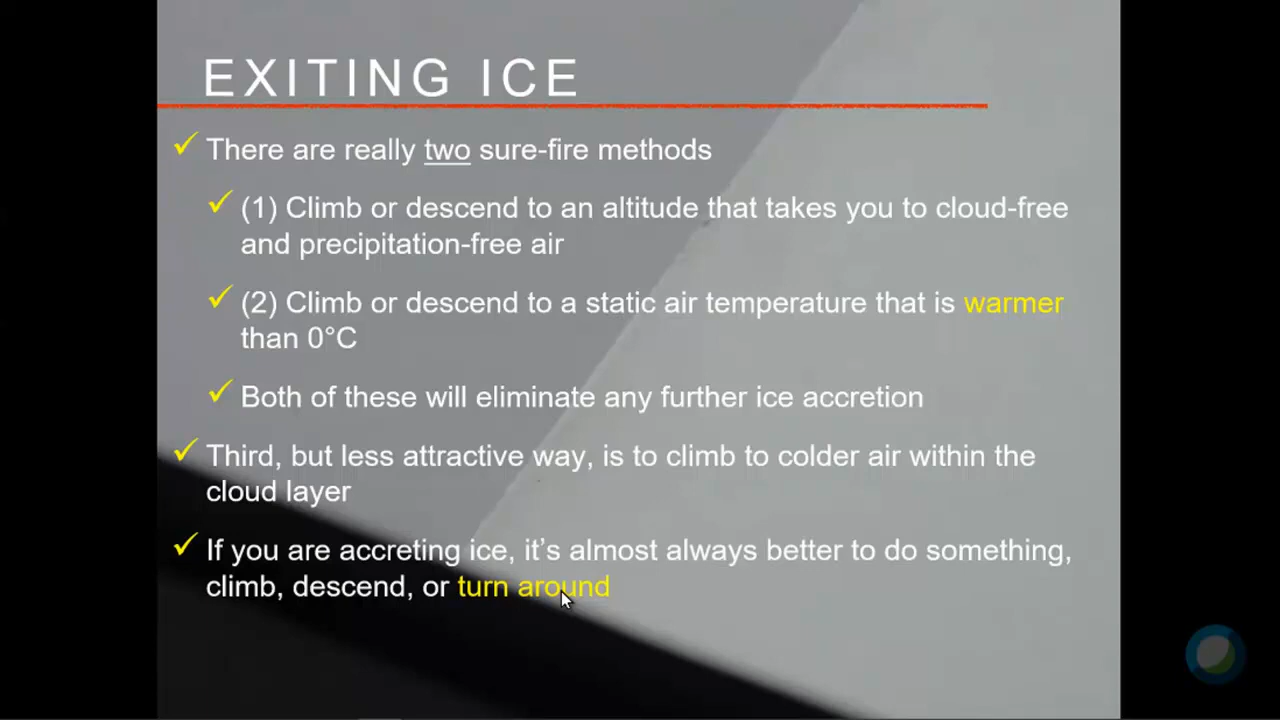 EXITING ICE
There are really two sure-fire methods
(1) Climb or descend to an altitude that takes you to cloud-free
and precipitation-free air
(2) Climb or descend to a static air temperature that is warmer
than 0°C
Both of these will eliminate any further ice accretion
Third, but less attractive way, is to climb to colder air within the
cloud layer
If you are accreting ice, it's almost always better to do something,
climb, descend, or turn around